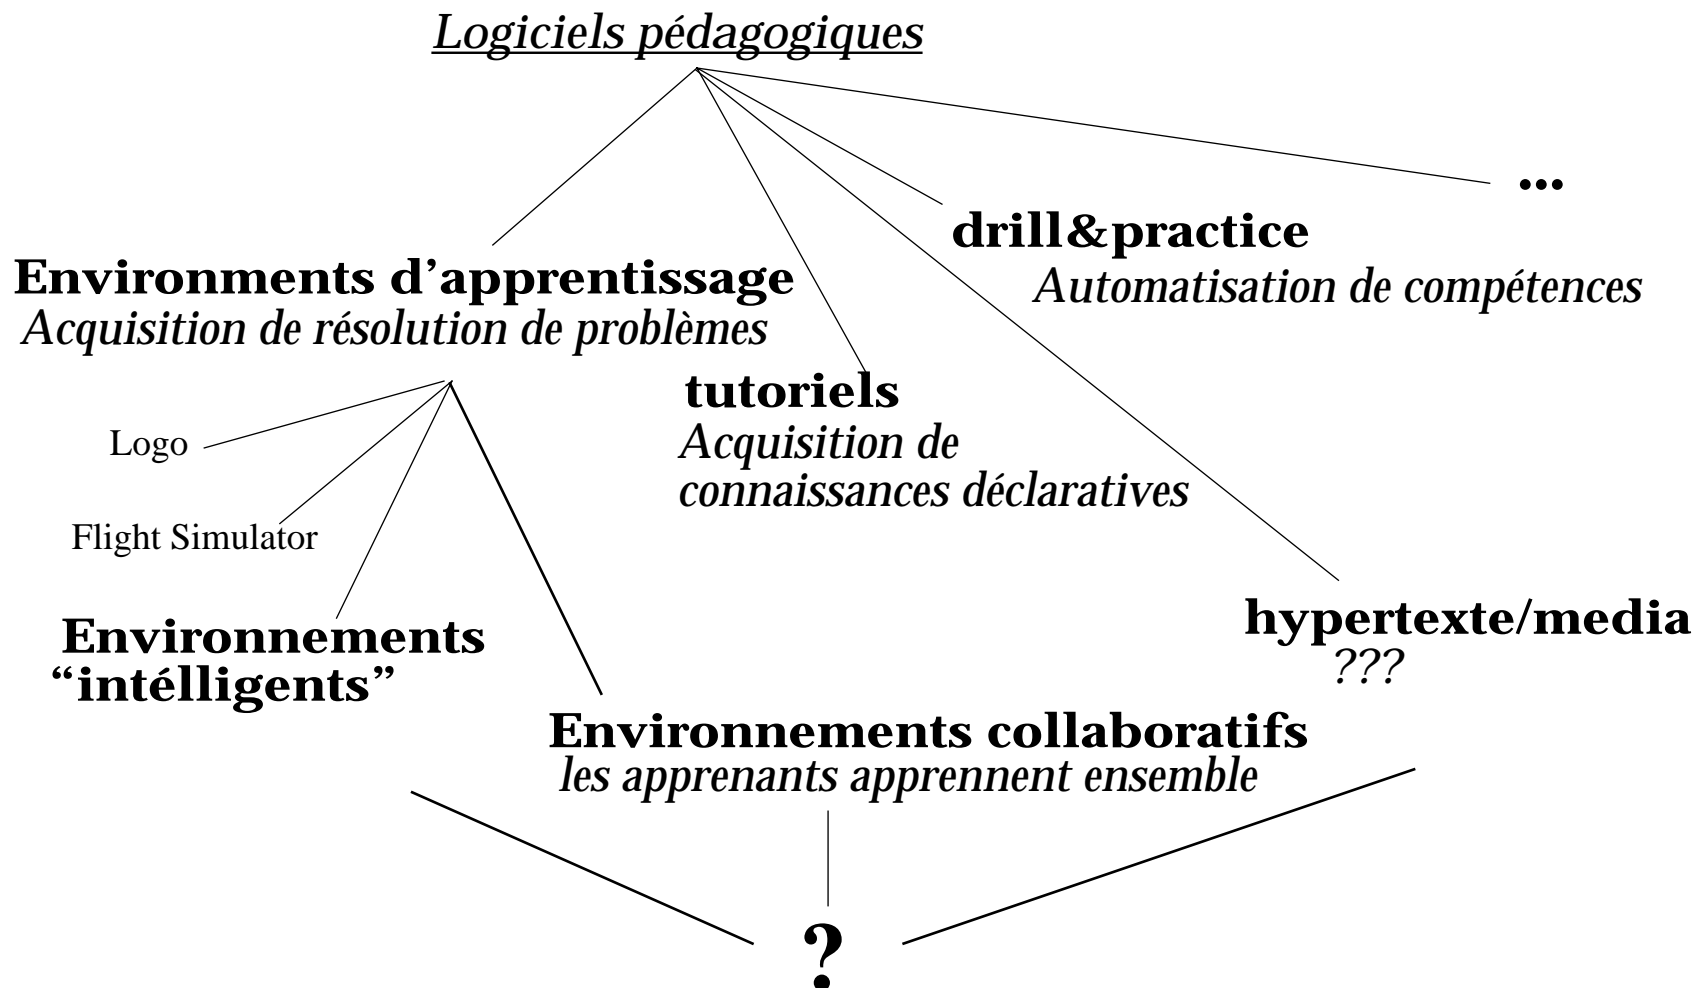 Logiciels pédagogiques
...
drill&practice
Automatisation de compétences
Environments d’apprentissage
Acquisition de résolution de problèmes
tutoriels
Acquisition de
connaissances déclaratives
Logo
Flight Simulator
Environnements
“intélligents”
hypertexte/media
???
Environnements collaboratifs
les apprenants apprennent ensemble
?